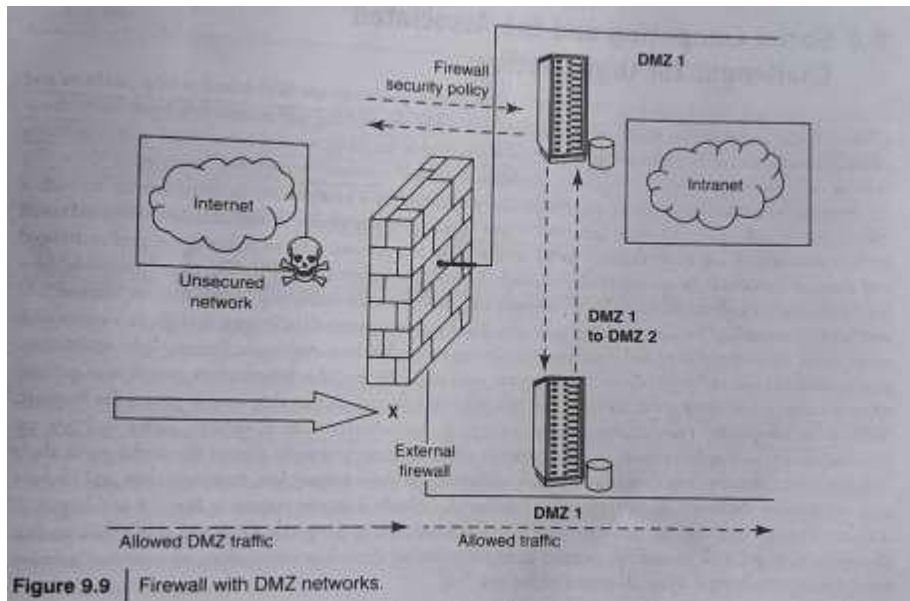 DMZ 1
Firewall
security policy
Internet
Intranet
Unsecured
network
DMZ 1
to DMZ 2
X
External
firewall
DMZ 1
Allowed DMZ traffic
Allowed traffic
Figure 9.9 Firewall with DMZ networks.